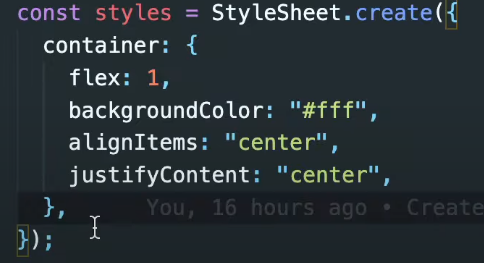 const styles = StyleSheet.create({
container: {
flex: 1,
backgroundColor: "#fff",
alignItems: "center",
justifyContent: "center",
}, You, 16 hours ago • Create
});